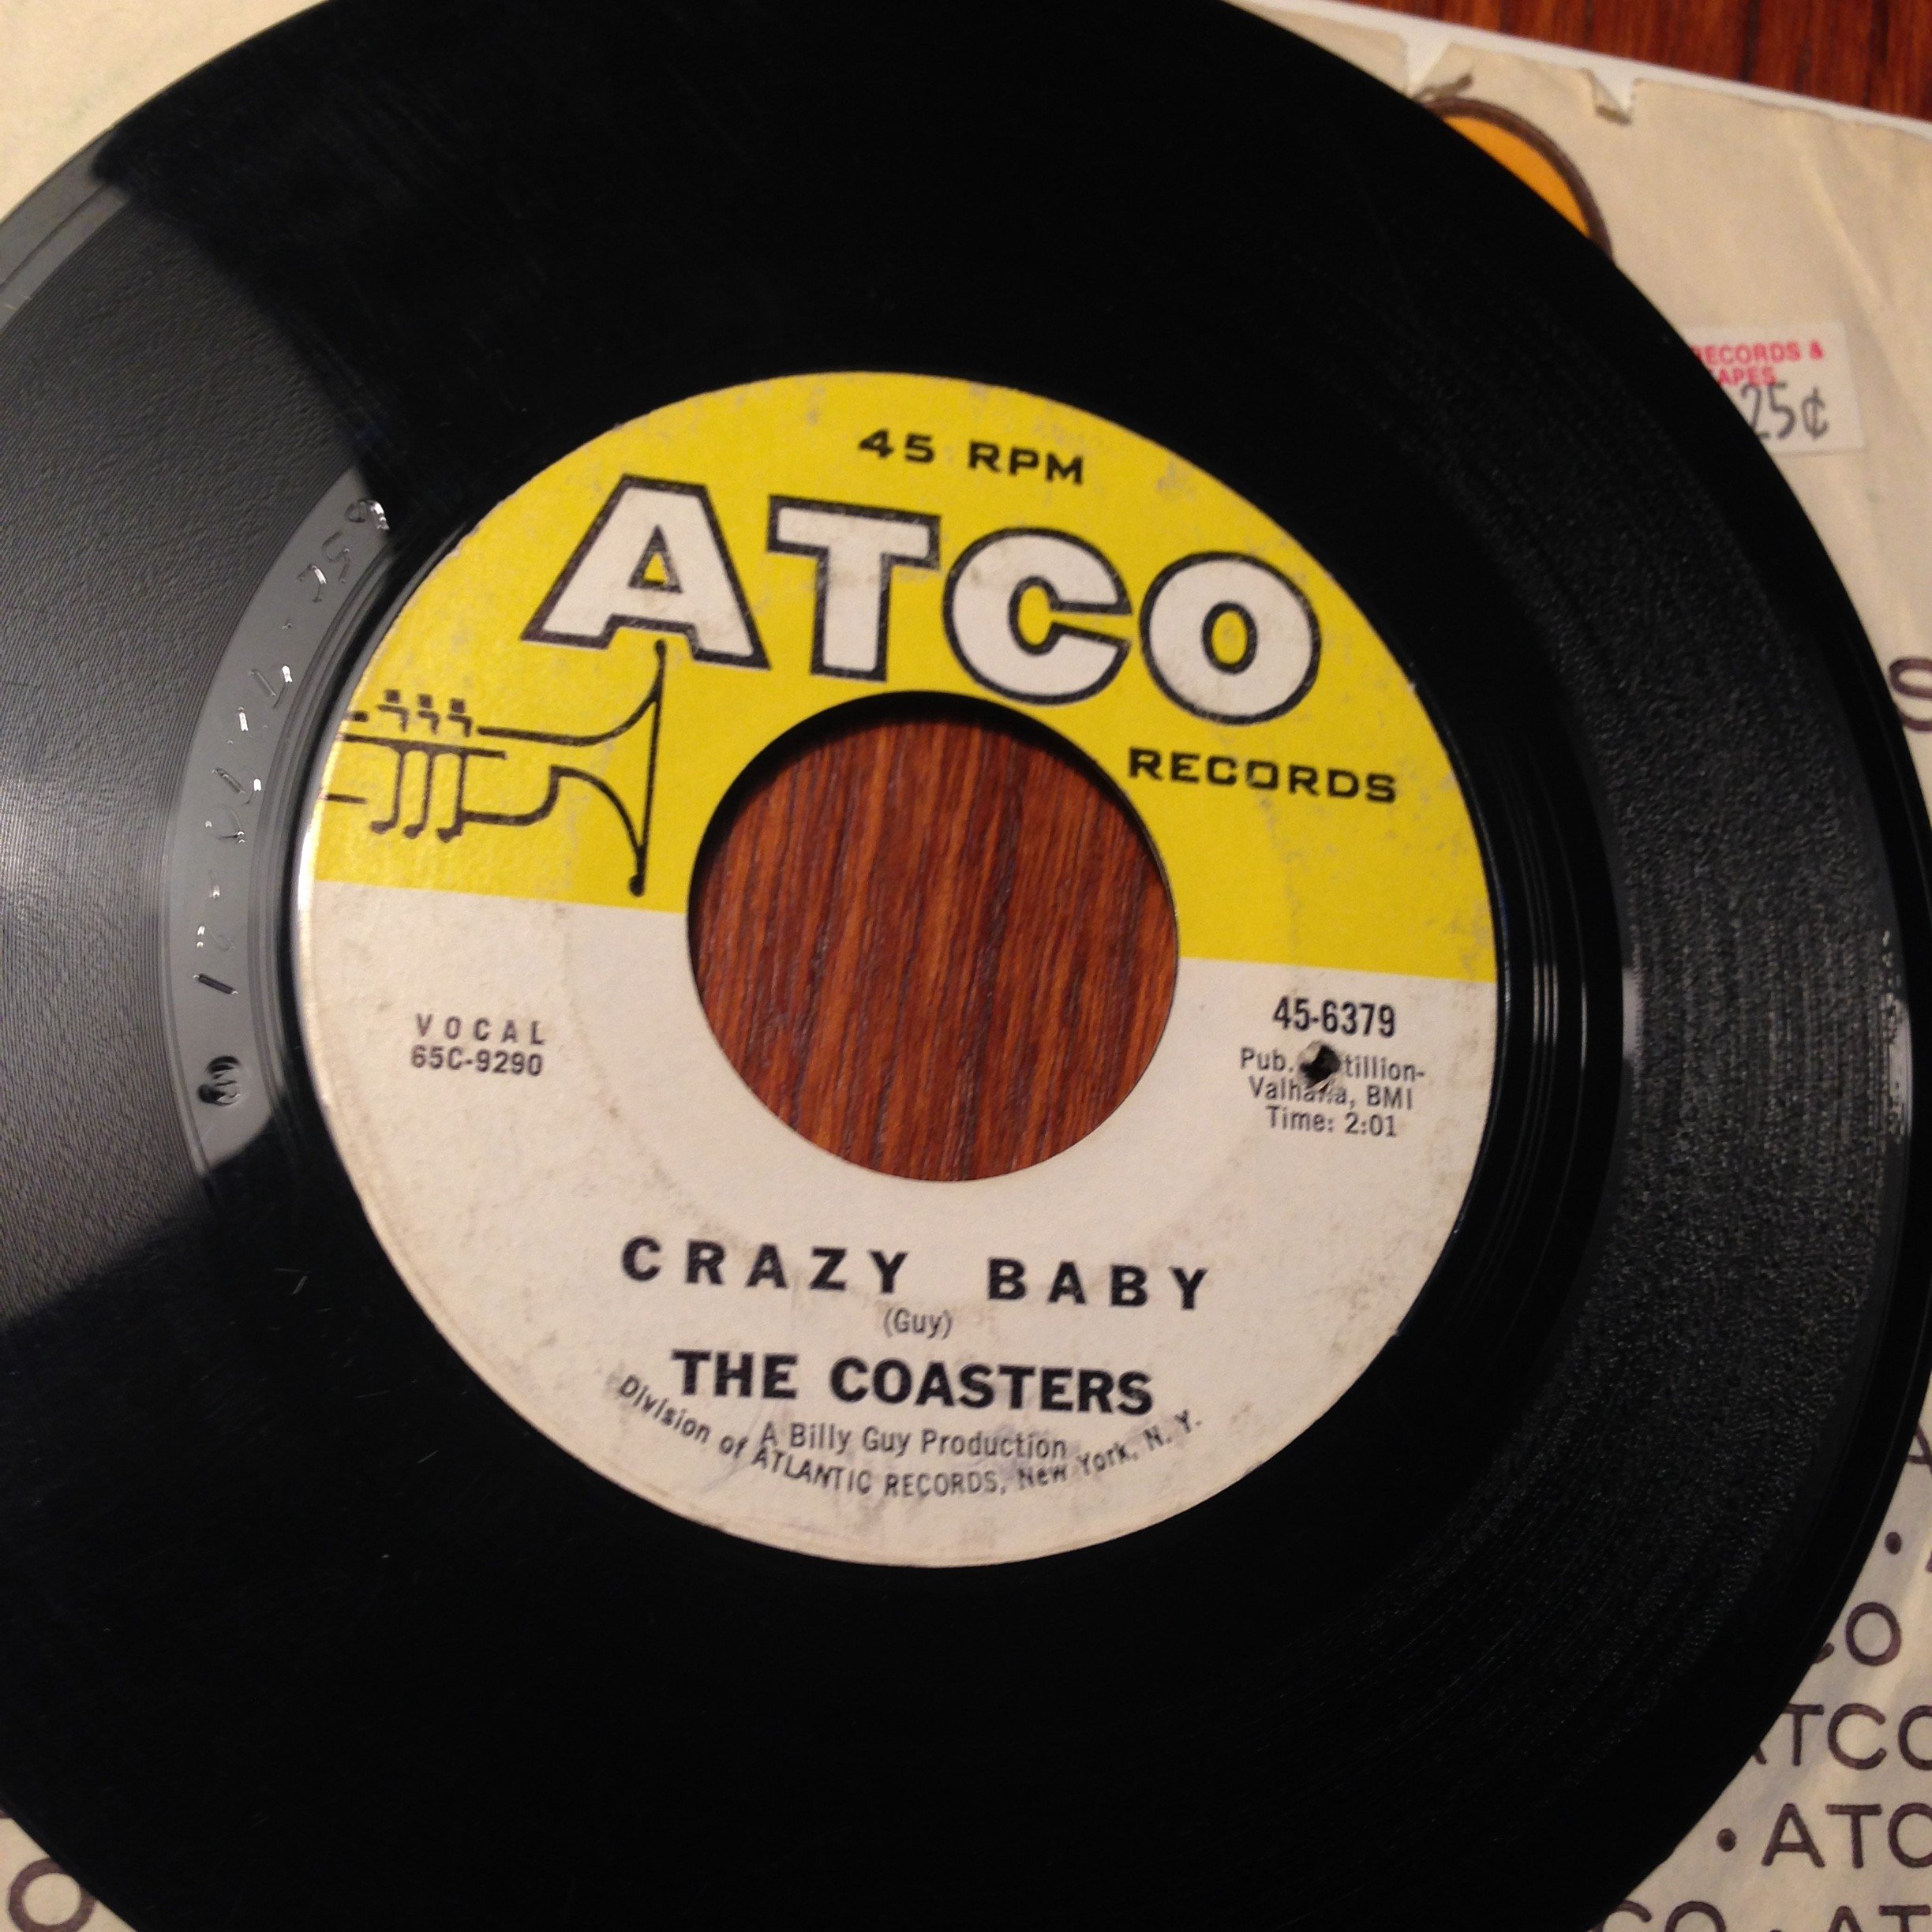 45 RPM
ATCO
RECORDS
VOCAL
65C-9290
45-6379
Pub.
Valhalla, BMI
Time: 2:01
CRAZY BABY
(Guy)
THE COASTERS
A Billy Guy Production
Division of ATLANTIC RECORDS, New York, N. Y.
RECORDS &
25¢
ATCO